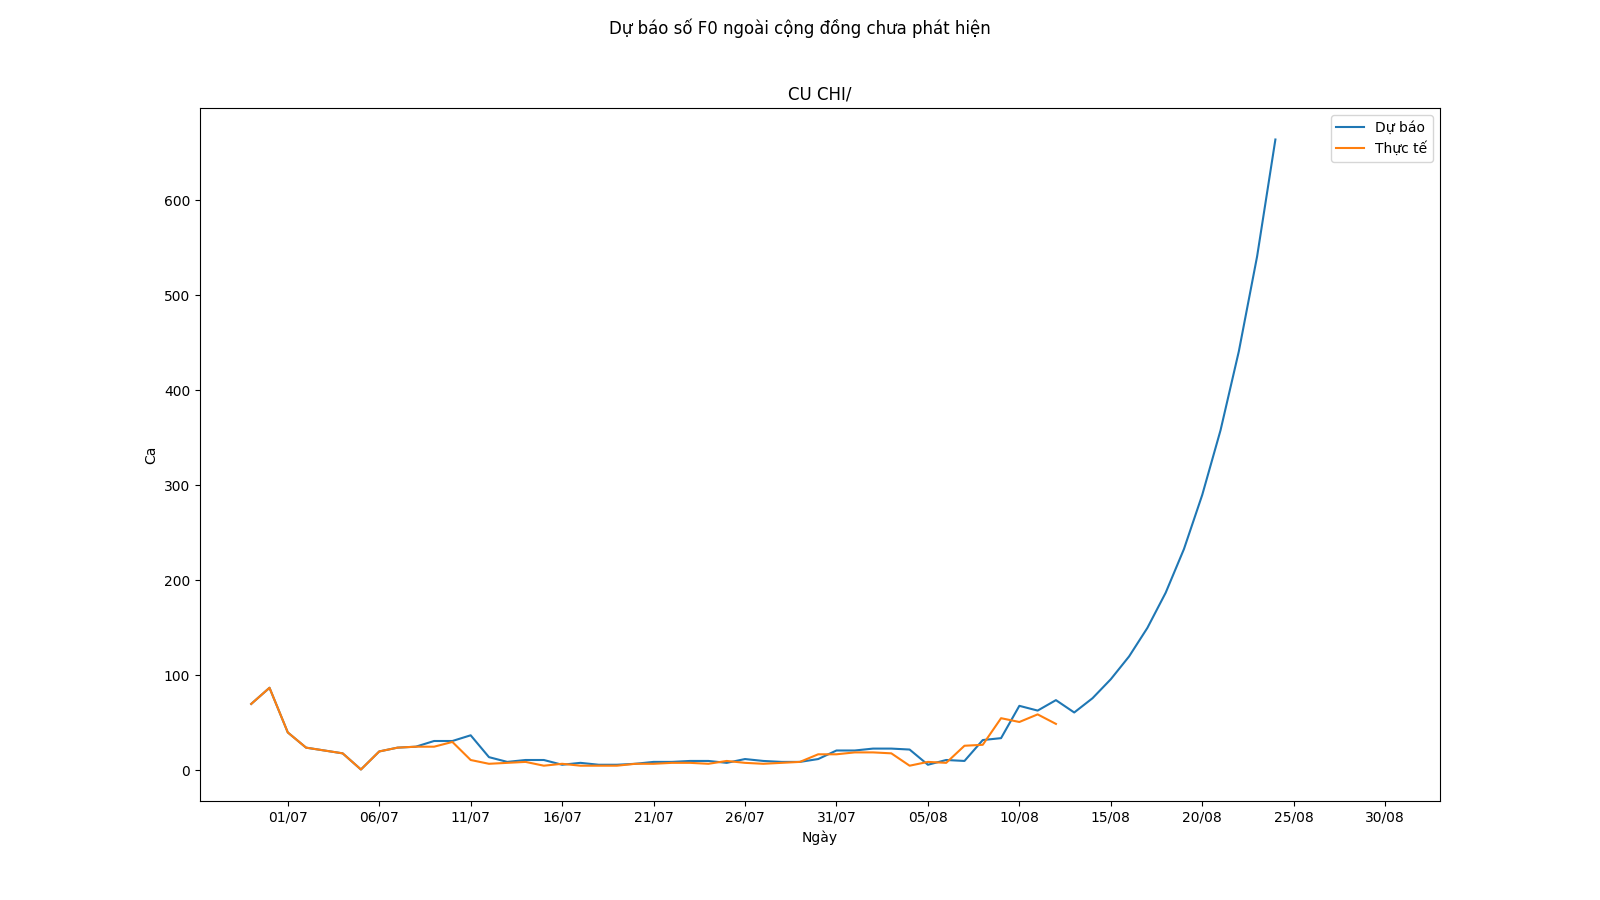 Dự báo số F0 ngoài cộng đồng chưa phát hiện
CU CHI/
Dự báo
Thực tế
600
500
400
300
200
100
0
Ca
01/07 06/07 11/07 16/07 21/07 26/07 31/07 05/08 10/08 15/08 20/08 25/08 30/08
Ngày